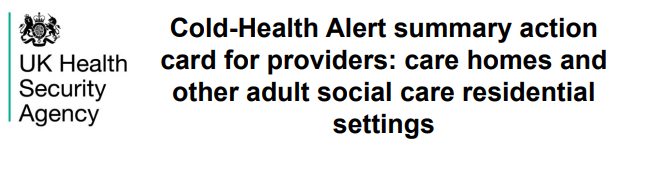 UK Health
Security
Agency
Cold-Health Alert summary action
card for providers: care homes and
other adult social care residential
settings